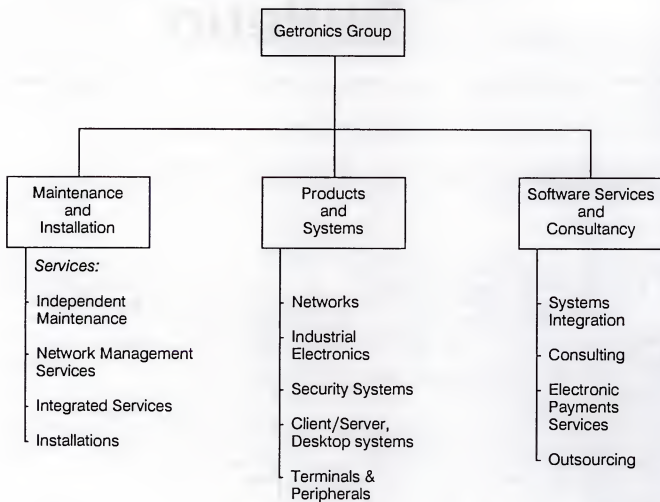 Getronics Group
Maintenance
and
Installation
Services:
Independent
Maintenance
Network Management
Services
Integrated Services
Installations
Products
and
Systems
Networks
Industrial
Electronics
Security Systems
Client/Server,
Desktop systems
Terminals &
Peripherals
Software Services
and
Consultancy
Systems
Integration
Consulting
Electronic
Payments
Services
Outsourcing